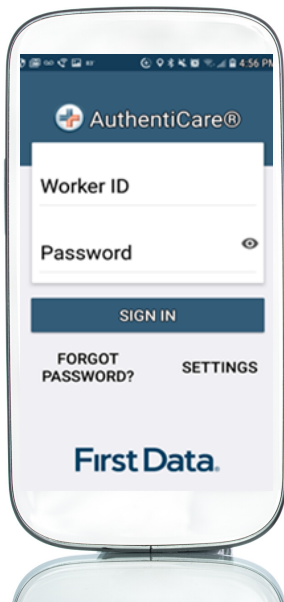 4:56 PM
AuthentiCare®
Worker ID
Password
SIGN IN
FORGOT
PASSWORD?
SETTINGS
First Data.